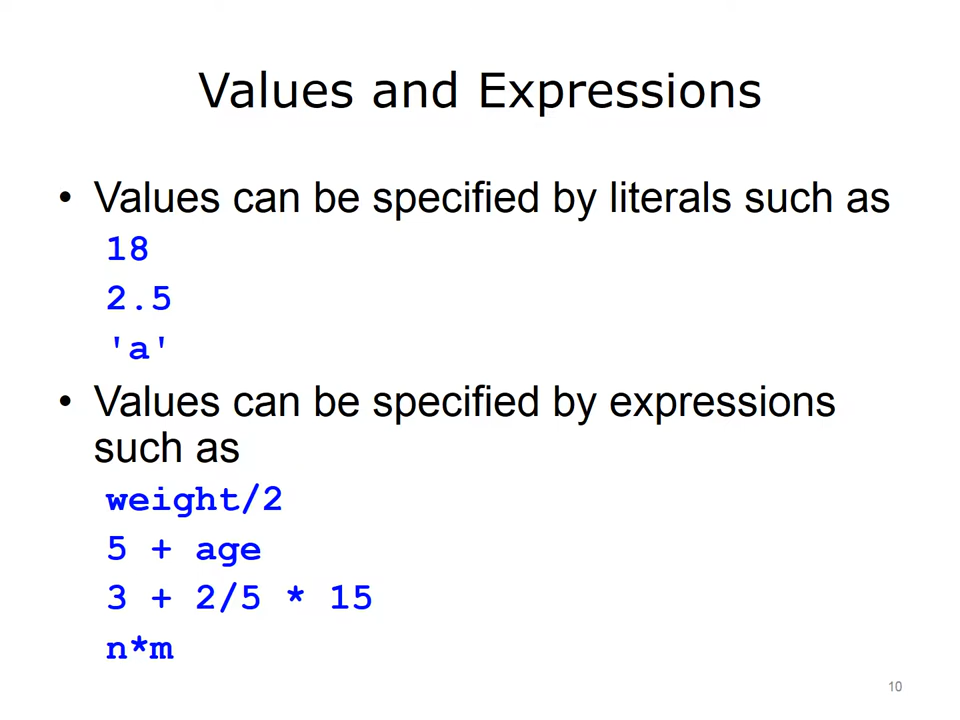 Values and Expressions
• Values can be specified by literals such as
18
2.5
'a'
• Values can be specified by expressions
such as
weight/2
5 + age
3 + 2/5 * 15
n*m
10